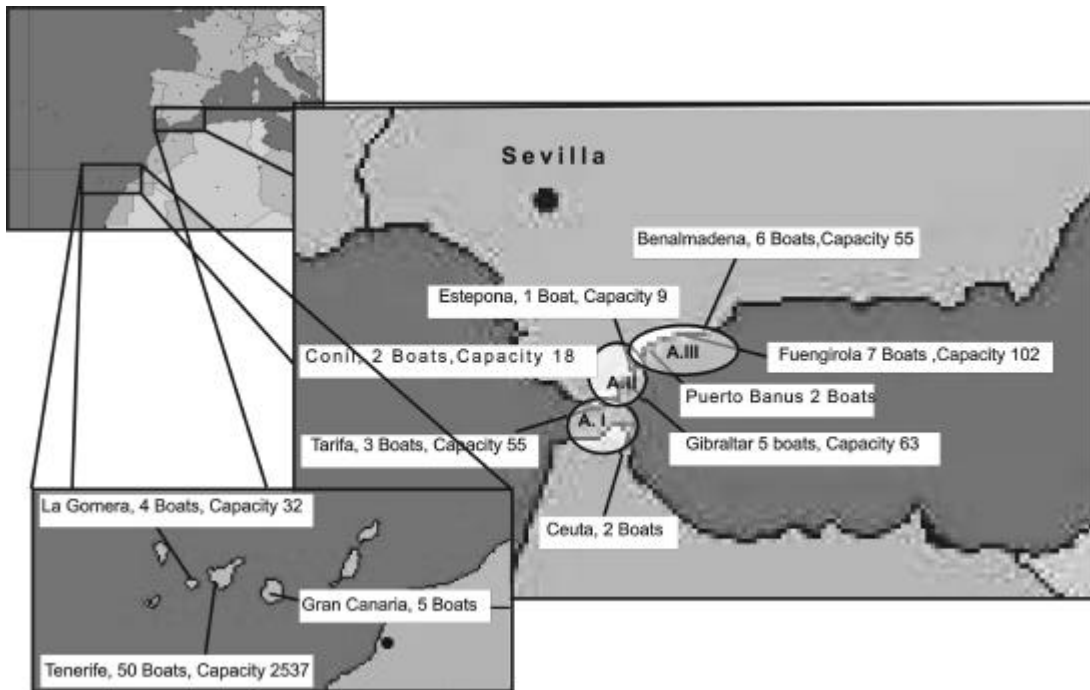 Sevilla
Benalmadena, 6 Boats,Capacity 55
Estepona, 1 Boat, Capacity 9
Conil, 2 Boats,Capacity 18
A.III
Fuengirola 7 Boats ,Capacity 102
A.II
Puerto Banus 2 Boats
A. I
Tarifa, 3 Boats, Capacity 55
Gibraltar 5 boats, Capacity 63
Ceuta, 2 Boats
La Gomera, 4 Boats, Capacity 32
Gran Canaria, 5 Boats
Tenerife, 50 Boats, Capacity 2537